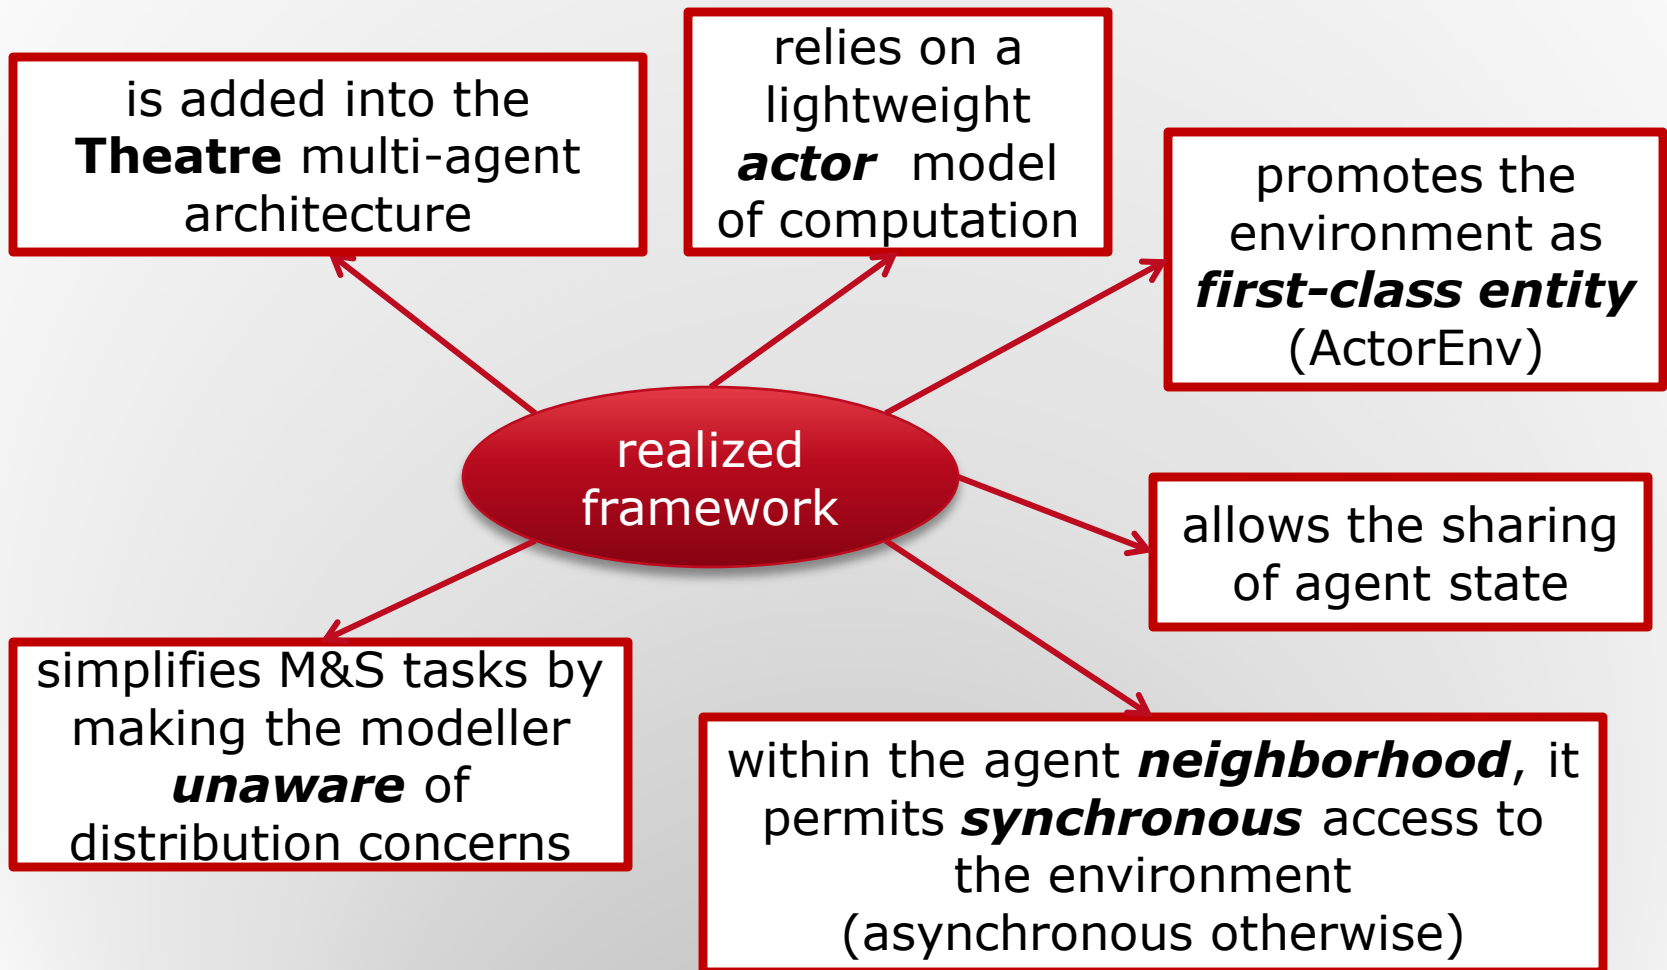 is added into the
Theatre multi-agent
architecture
relies on a
lightweight
actor model
of computation
promotes the
environment as
first-class entity
(ActorEnv)
realized
framework
allows the sharing
of agent state
simplifies M&S tasks by
making the modeller
unaware of
distribution concerns
within the agent neighborhood, it
permits synchronous access to
the environment
(asynchronous otherwise)